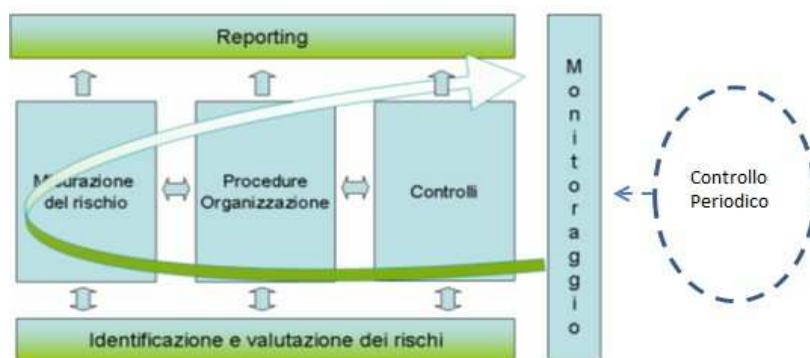 Reporting
Misurazione
del rischio
Procedure
Organizzazione
Controlli
Monitoraggio
Controllo
Periodico
Identificazione e valutazione dei rischi